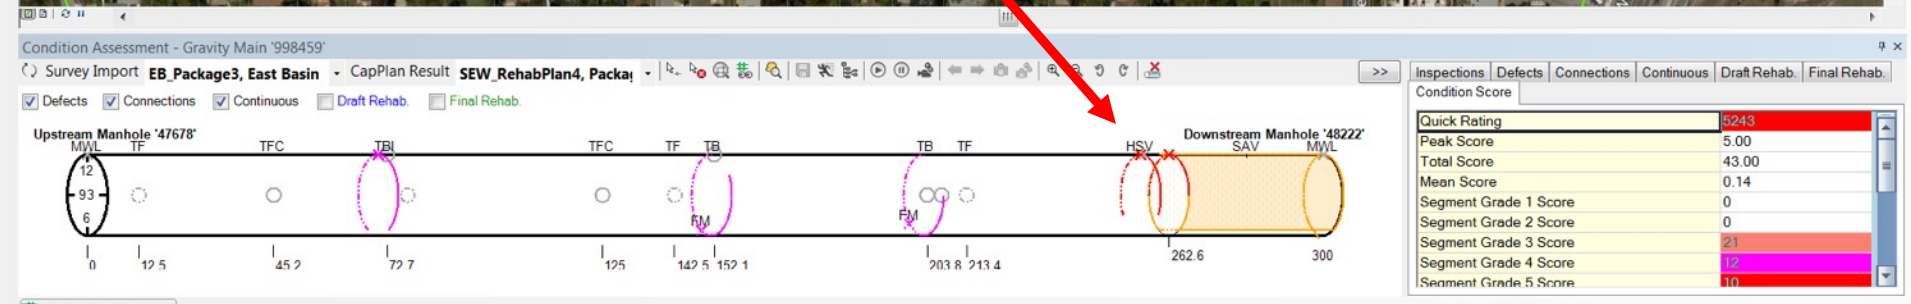 Condition Assessment - Gravity Main '998459'
Survey Import EB_Package3, East Basin CapPlan Result SEW_RehabPlan4, Packa >>
Defects Connections Continuous Draft Rehab. Final Rehab.
Upstream Manhole '47678'
Downstream Manhole '48222'
MWL TF TFC TBI TFC TF TB TB TF HSV SAV MWL
12
93
6
FM FM
0 12.5 45.2 72.7 125 142.5 152.1 203.8 213.4 262.6 300
Inspections Defects Connections Continuous Draft Rehab. Final Rehab.
Condition Score
Quick Rating 5243
Peak Score 5.00
Total Score 43.00
Mean Score 0.14
Segment Grade 1 Score 0
Segment Grade 2 Score 0
Segment Grade 3 Score 21
Segment Grade 4 Score 12
Segment Grade 5 Score 10